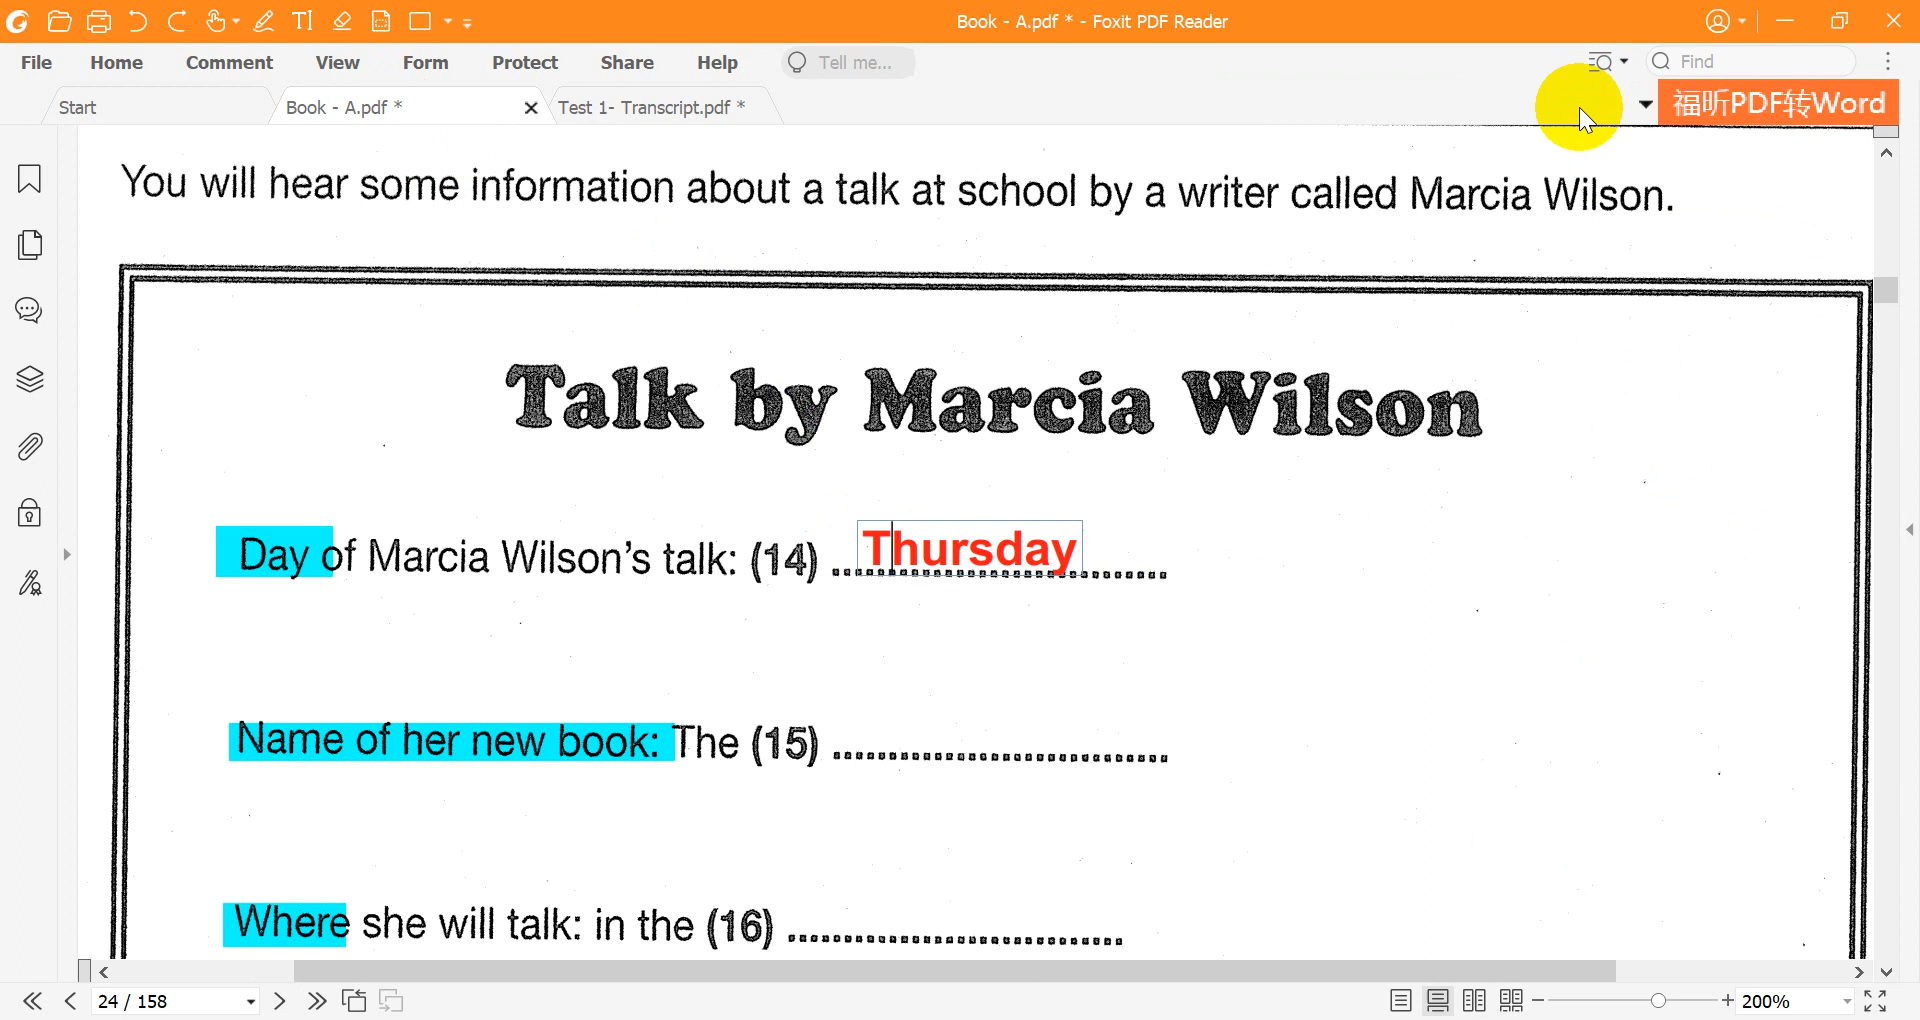 Book - A.pdf * - Foxit PDF Reader
File Home Comment View Form Protect Share Help Tell me... Find
Start Book - A.pdf * Test 1- Transcript.pdf * 福昕PDF转Word
You will hear some information about a talk at school by a writer called Marcia Wilson.
Talk by Marcia Wilson
Day of Marcia Wilson's talk: (14) Thursday
Name of her new book: The (15) ..............................
Where she will talk: in the (16) ..............................
24 / 158 200%